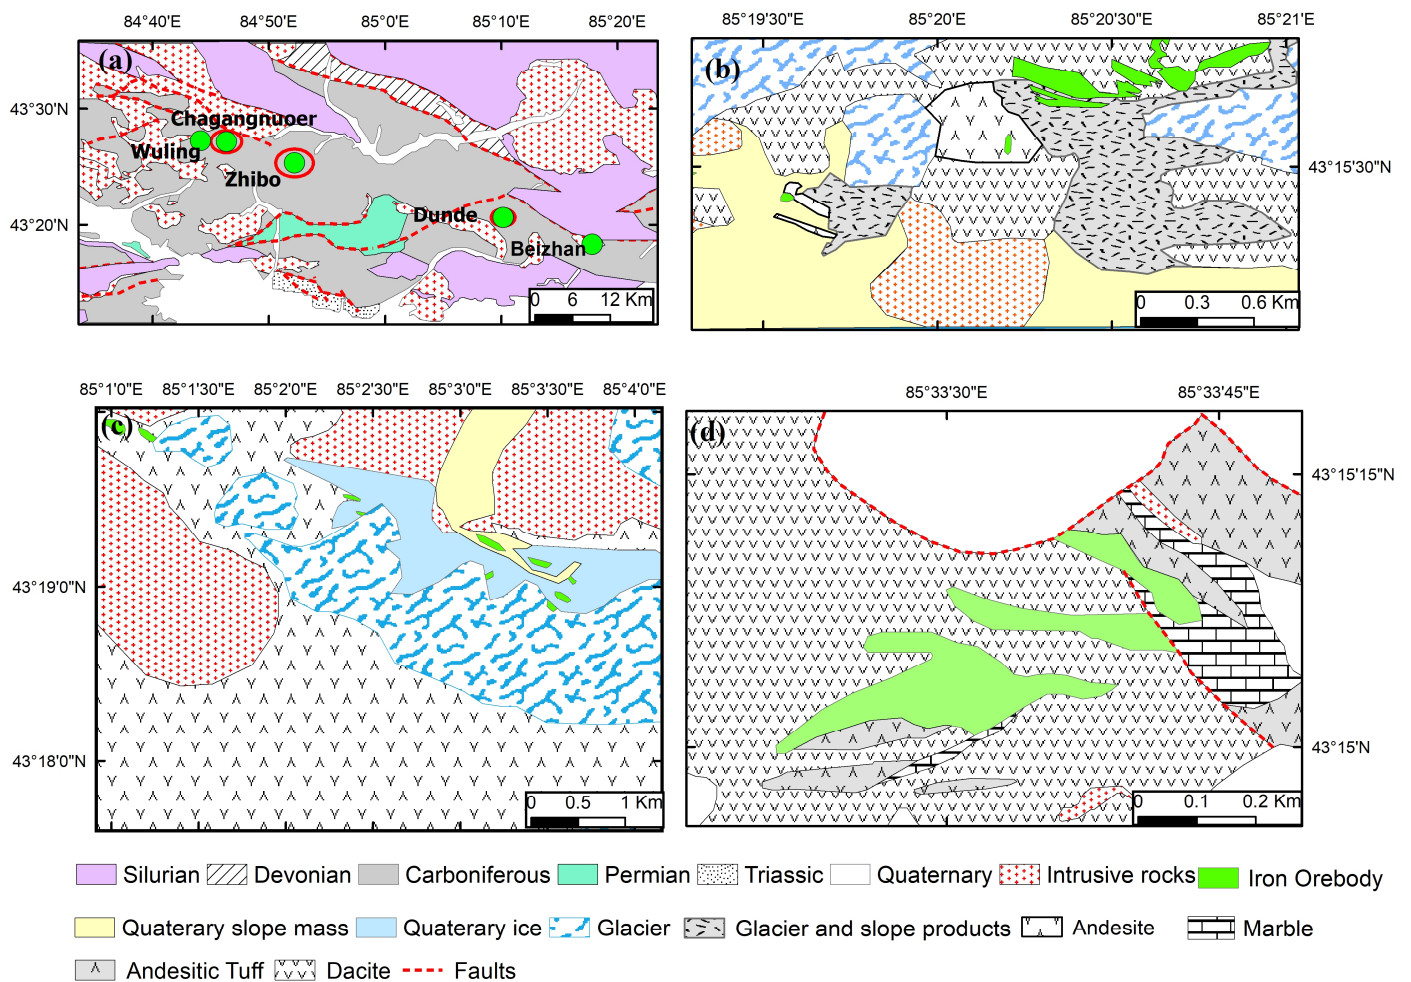 84°40'E 84°50'E 85°0'E 85°10'E 85°20'E
(a)
43°30'N
Chagangnuoer
Wuling
Zhibo
43°20'N
Dunde
Beizhan
0 6 12 Km
85°19'30"E 85°20'E 85°20'30"E 85°21'E
(b)
43°15'30"N
0 0.3 0.6 Km
85°1'0"E 85°1'30"E 85°2'0"E 85°2'30"E 85°3'0"E 85°3'30"E 85°4'0"E
(c)
43°19'0"N
43°18'0"N
0 0.5 1 Km
85°33'30"E 85°33'45"E
(d)
43°15'15"N
43°15'N
0 0.1 0.2 Km
Silurian Devonian Carboniferous Permian Triassic Quaternary Intrusive rocks Iron Orebody
Quaterary slope mass Quaterary ice Glacier Glacier and slope products Andesite Marble
Andesitic Tuff Dacite Faults